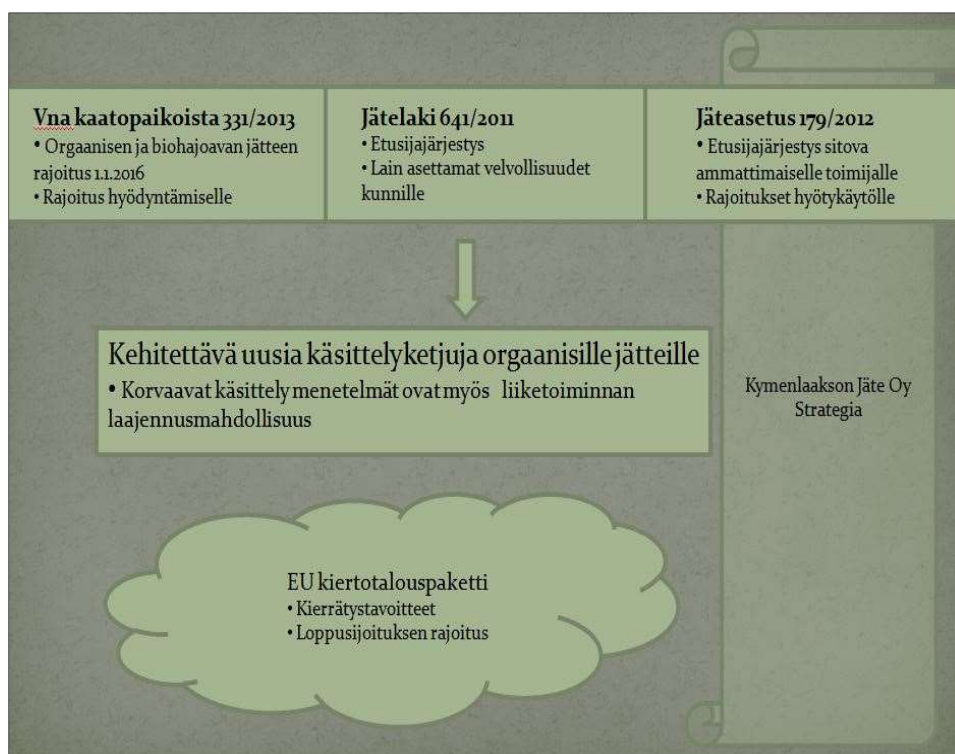 Vna kaatopaikoista 331/2013
• Orgaanisen ja biohajoavan jätteen
rajoitus 1.1.2016
• Rajoitus hyödyntämiselle
Jätelaki 641/2011
• Etusijajärjestys
• Lain asettamat velvollisuudet
kunnille
Jäteasetus 179/2012
• Etusijajärjestys sitova
ammattimaiselle toimijalle
• Rajoitukset hyötykäytölle
Kehitettävä uusia käsittelyketjuja orgaanisille jätteille
• Korvaavat käsittely menetelmät ovat myös liiketoiminnan
laajennusmahdollisuus
Kymenlaakson Jäte Oy
Strategia
EU kiertotalouspaketti
• Kierrätystavoitteet
• Loppusijoituksen rajoitus